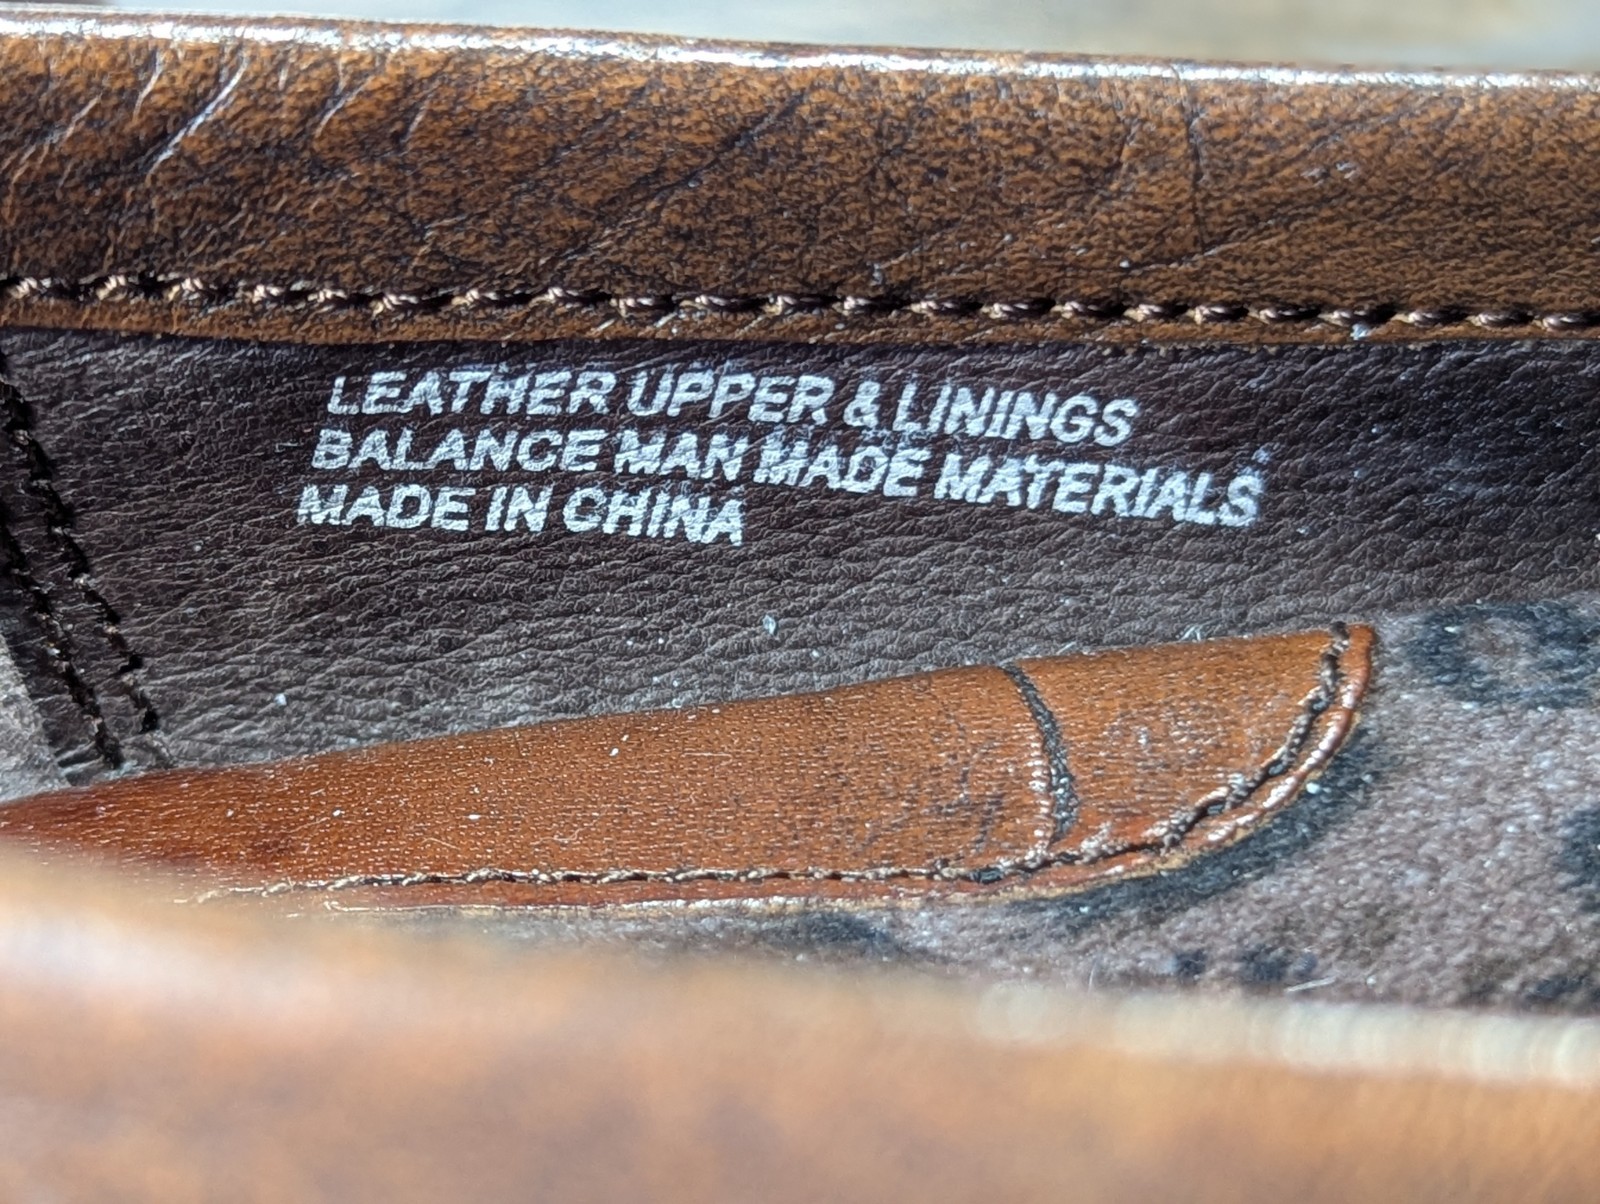 LEATHER UPPER & LININGS
BALANCE MAN MADE MATERIALS
MADE IN CHINA